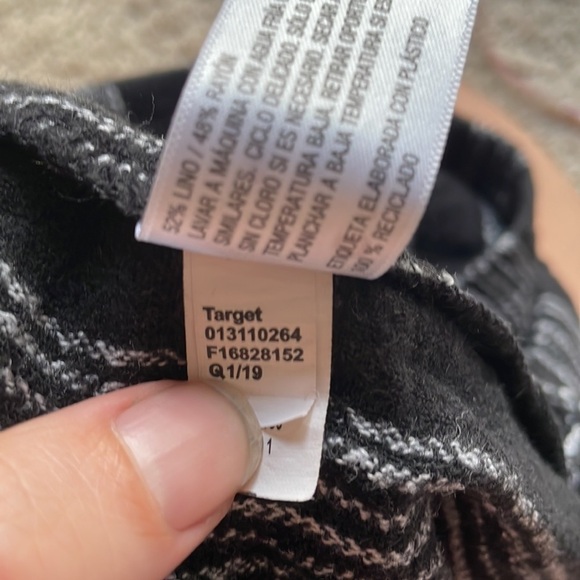 52% LINO / 48% RAYÓN
LAVAR A MÁQUINA CON AGUA FRÍA
SIMILARES. CICLO DELICADO. SOLO
SIN CLORO SI ES NECESARIO. SECAR
TEMPERATURA BAJA. RETIRAR
PLANCHAR A BAJA TEMPERATURA SI ES
ETIQUETA ELABORADA CON PLÁSTICO
100 % RECICLADO
Target
013110264
F16828152
Q1/19
1